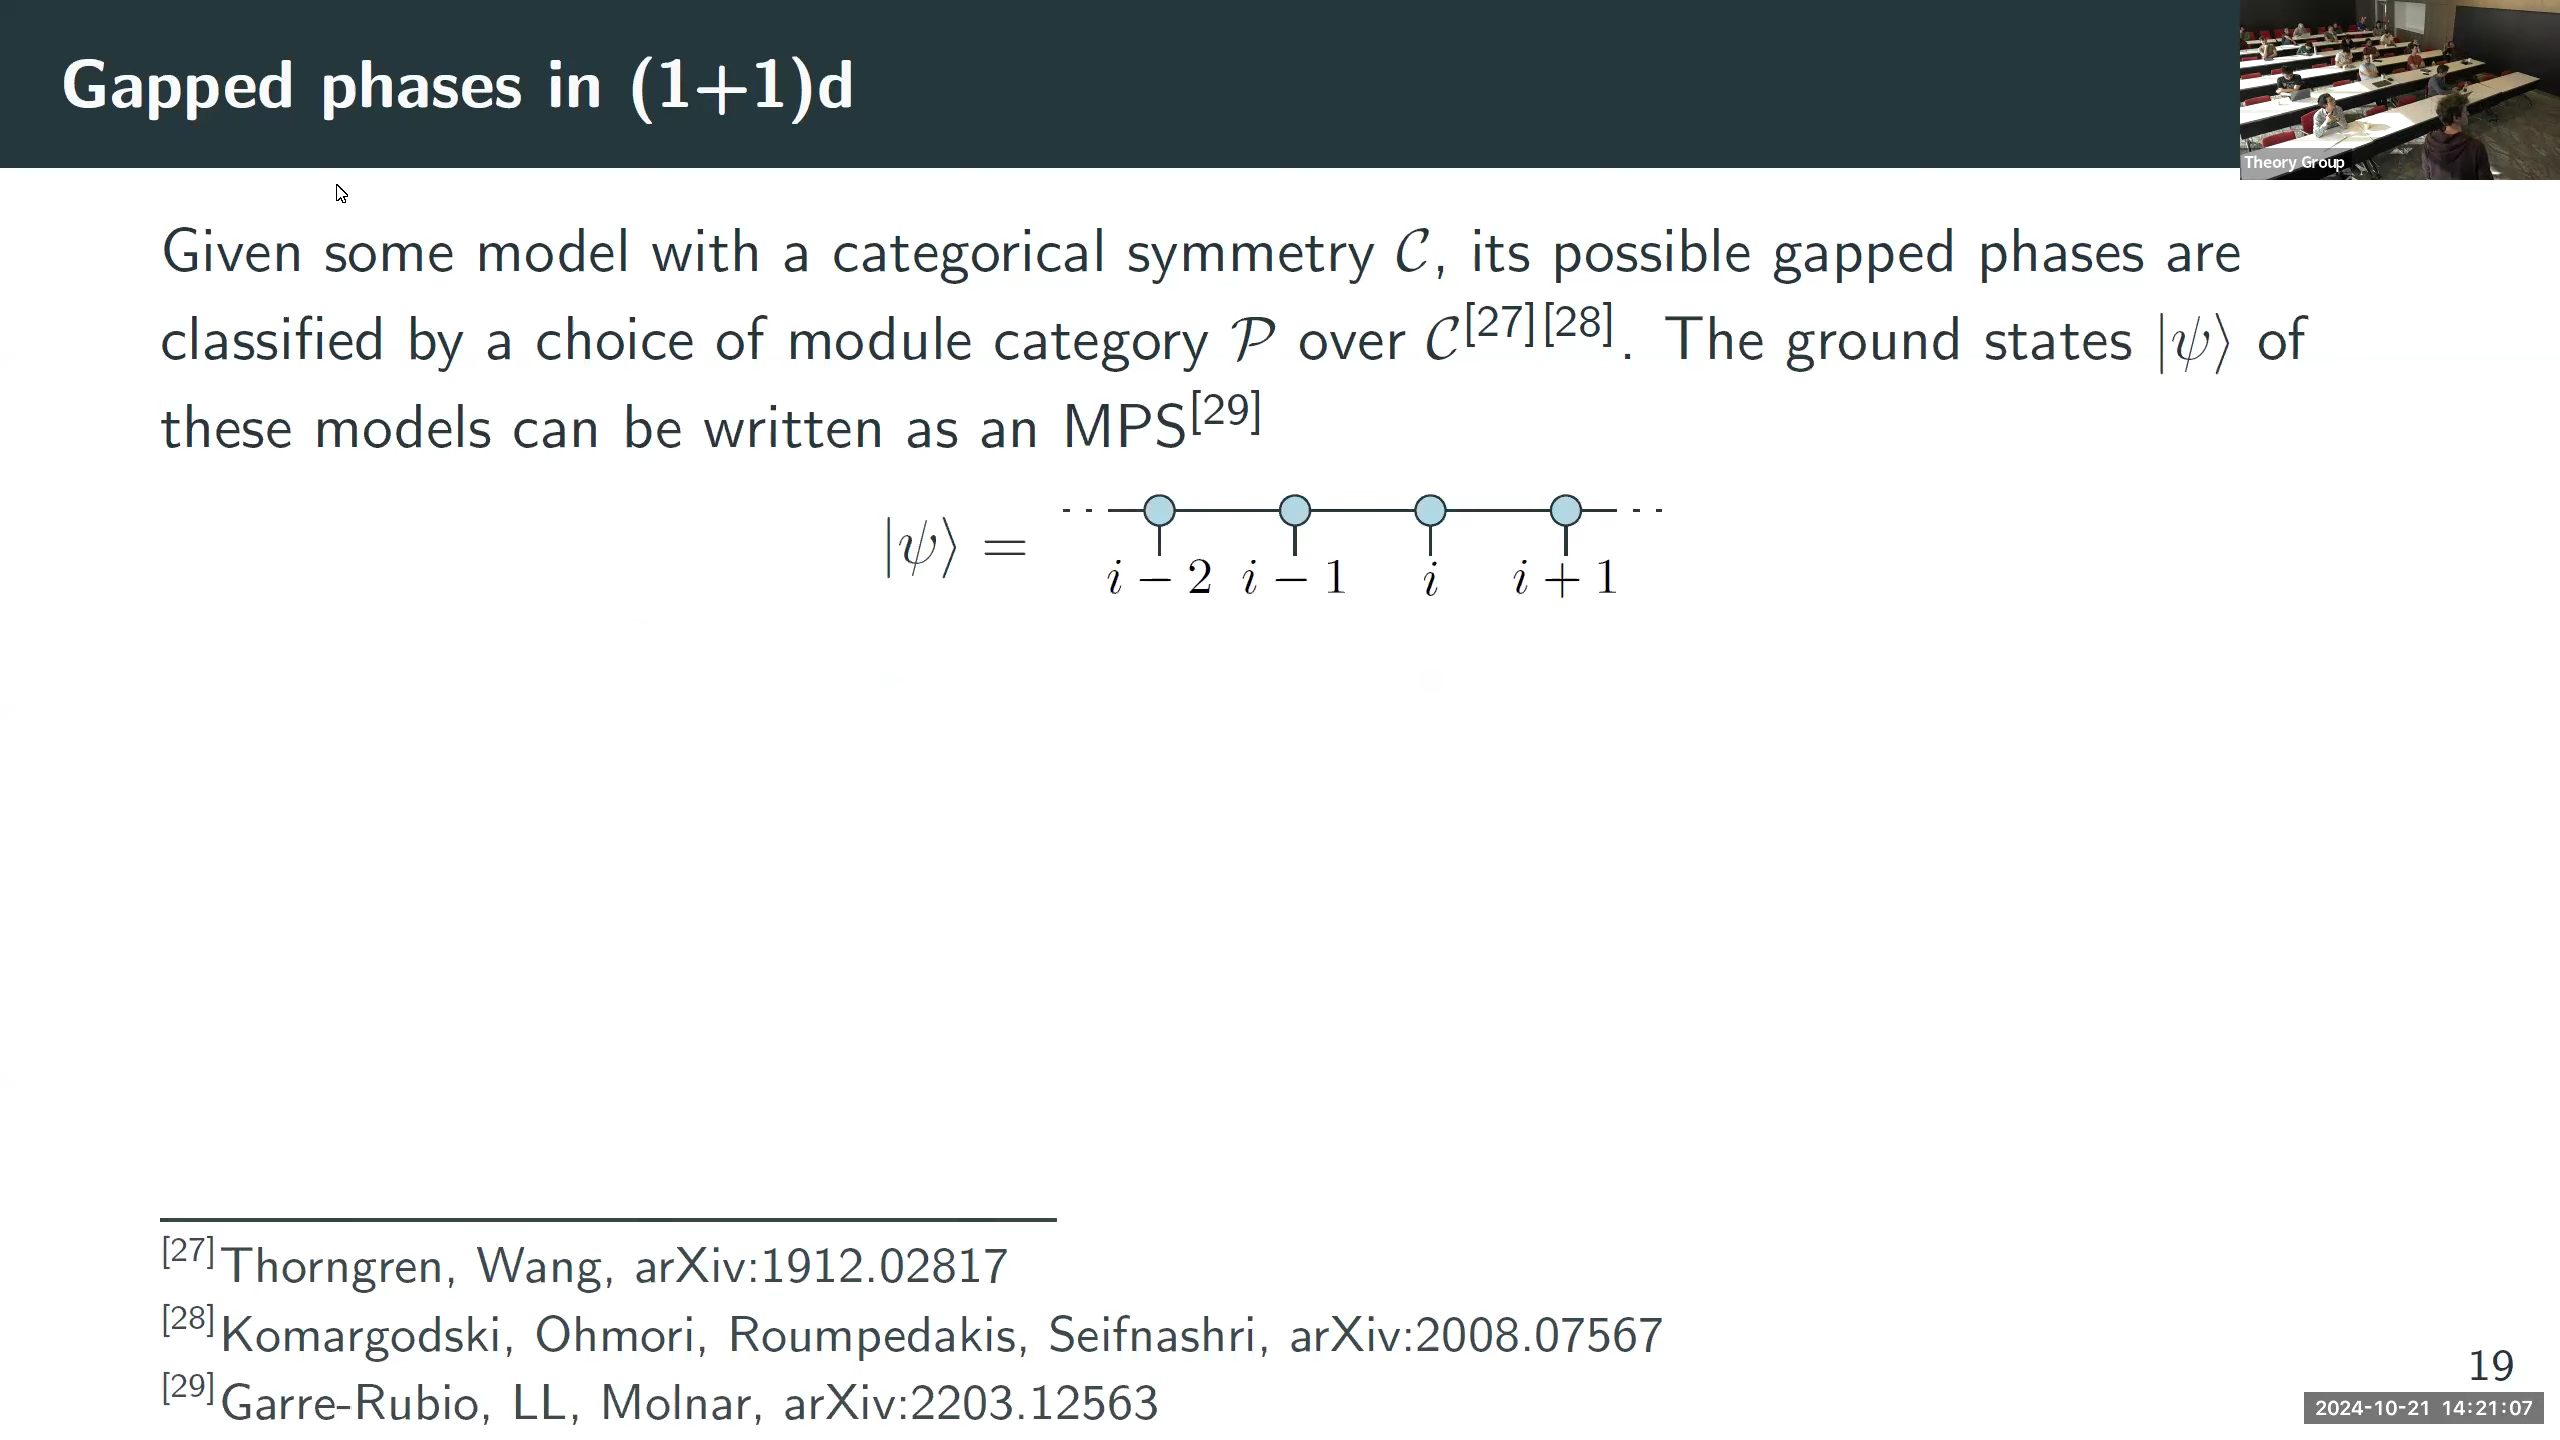 Gapped phases in (1+1)d
Theory Group
Given some model with a categorical symmetry 𝒞, its possible gapped phases are
classified by a choice of module category 𝒫 over 𝒞[27][28]. The ground states |ψ⟩ of
these models can be written as an MPS[29]
|ψ⟩ =
i − 2 i − 1 i i + 1
[27]Thorngren, Wang, arXiv:1912.02817
[28]Komargodski, Ohmori, Roumpedakis, Seifnashri, arXiv:2008.07567
[29]Garre-Rubio, LL, Molnar, arXiv:2203.12563
19
2024-10-21 14:21:07